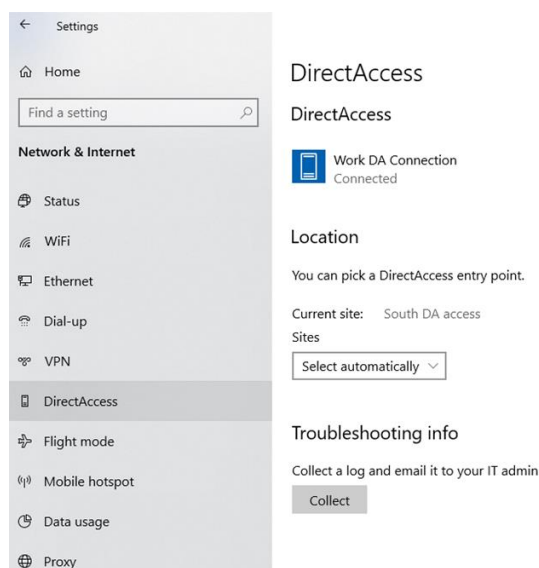 Settings
Home
Find a setting
Network & Internet
Status
WiFi
Ethernet
Dial-up
VPN
DirectAccess
Flight mode
Mobile hotspot
Data usage
Proxy
DirectAccess
DirectAccess
Work DA Connection
Connected
Location
You can pick a DirectAccess entry point.
Current site: South DA access
Sites
Select automatically
Troubleshooting info
Collect a log and email it to your IT admin
Collect